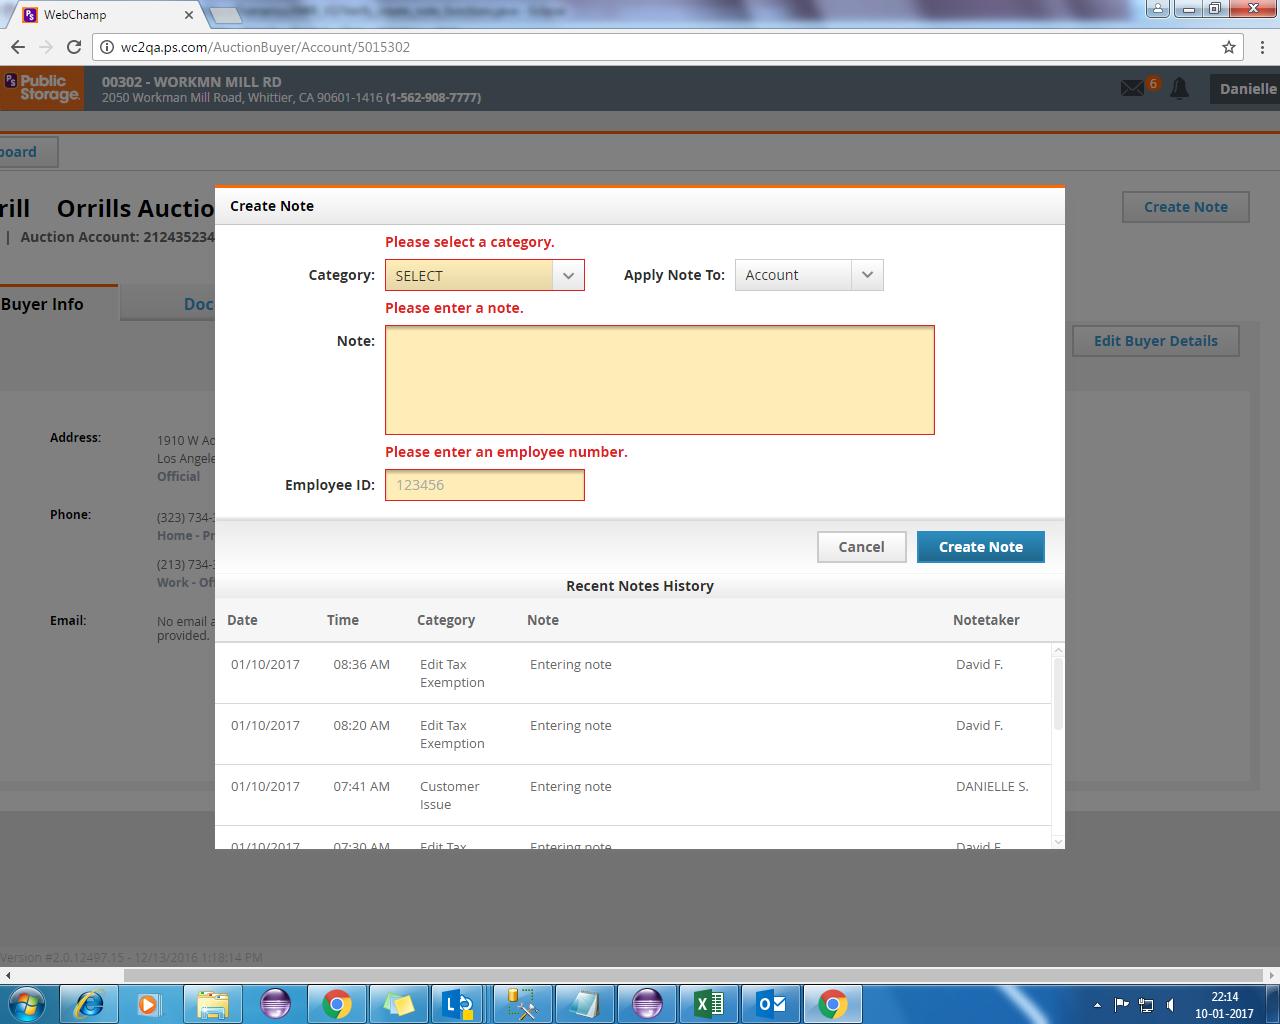 WebChamp
wc2qa.ps.com/AuctionBuyer/Account/5015302
PS Public Storage.
00302 - WORKMN MILL RD
2050 Workman Mill Road, Whittier, CA 90601-1416 (1-562-908-7777)
6
Danielle
board
rill Orrills Auctio
| Auction Account: 212435234
Create Note
Buyer Info
Doc
Edit Buyer Details
Address:
1910 W Ad
Los Angele
Official
Phone:
(323) 734-
Home - Pr
(213) 734-
Work - Off
Email:
No email a
provided.
Create Note
Please select a category.
Category: SELECT Apply Note To: Account
Please enter a note.
Note:
Please enter an employee number.
Employee ID: 123456
Cancel Create Note
Recent Notes History
Date Time Category Note Notetaker
01/10/2017 08:36 AM Edit Tax Entering note David F.
Exemption
01/10/2017 08:20 AM Edit Tax Entering note David F.
Exemption
01/10/2017 07:41 AM Customer Entering note DANIELLE S.
Issue
01/10/2017 07:30 AM Edit Tax Entering note David F.
Version #2.0.12497.15 - 12/13/2016 1:18:14 PM
22:14
10-01-2017